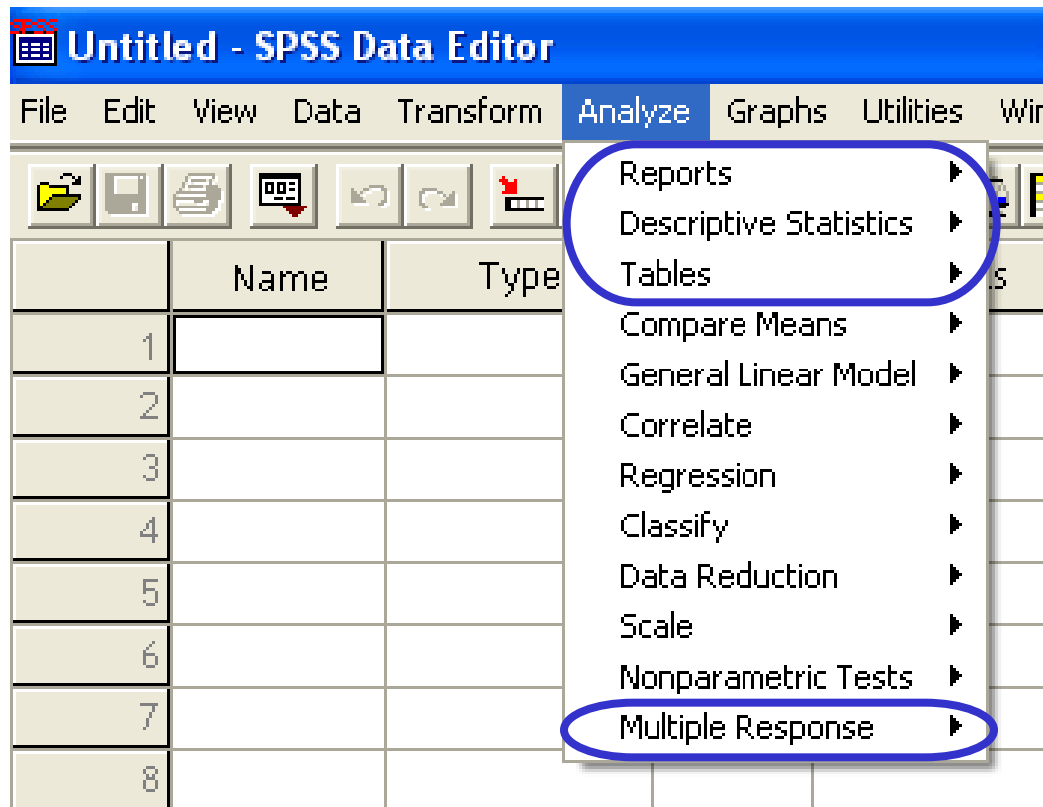 SPSS
Untitled - SPSS Data Editor
File Edit View Data Transform Analyze Graphs Utilities
Name Type
Reports
Descriptive Statistics
Tables
Compare Means
General Linear Model
Correlate
Regression
Classify
Data Reduction
Scale
Nonparametric Tests
Multiple Response
1
2
3
4
5
6
7
8